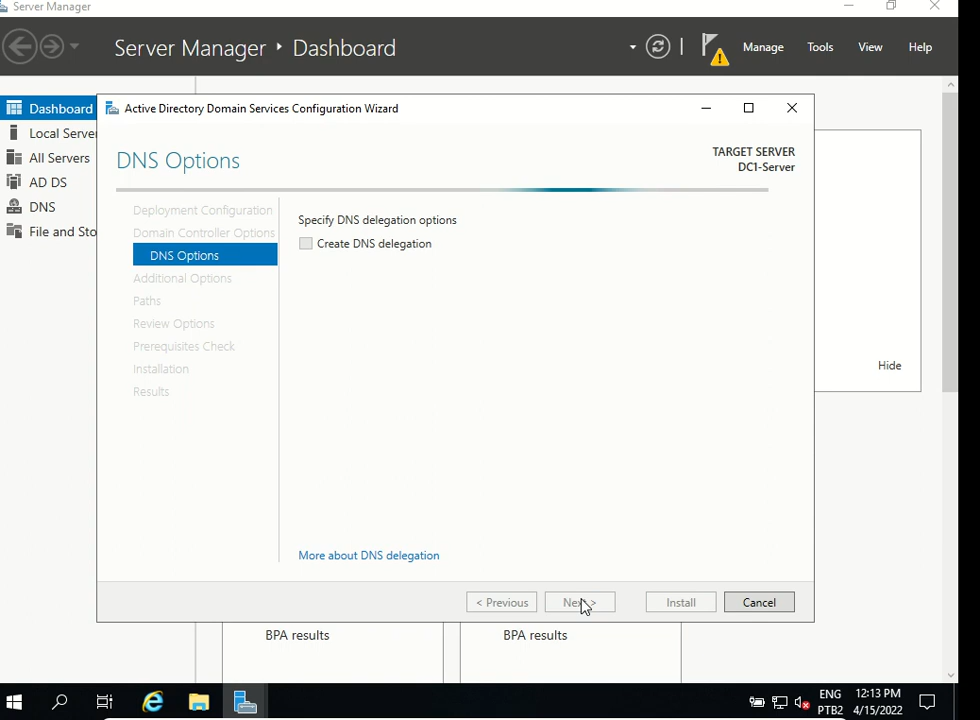 Server Manager
Server Manager
Dashboard
Manage
Tools
View
Help
Dashboard
Local Server
All Servers
AD DS
DNS
File and Sto
Active Directory Domain Services Configuration Wizard
DNS Options
TARGET SERVER
DC1-Server
Deployment Configuration
Domain Controller Options
DNS Options
Additional Options
Paths
Review Options
Prerequisites Check
Installation
Results
Specify DNS delegation options
Create DNS delegation
More about DNS delegation
Hide
< Previous
Next >
Install
Cancel
BPA results
BPA results
ENG
PTB2
12:13 PM
4/15/2022